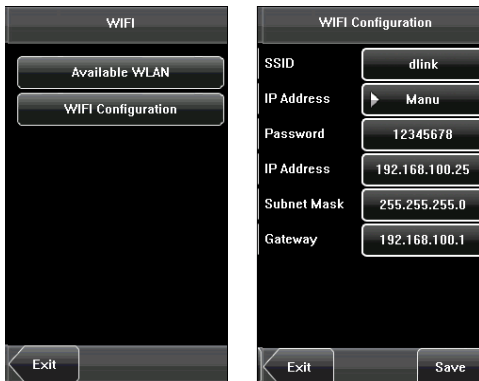 WIFI
Available WLAN
WIFI Configuration
Exit
WIFI Configuration
SSID dlink
IP Address Manu
Password 12345678
IP Address 192.168.100.25
Subnet Mask 255.255.255.0
Gateway 192.168.100.1
Exit Save